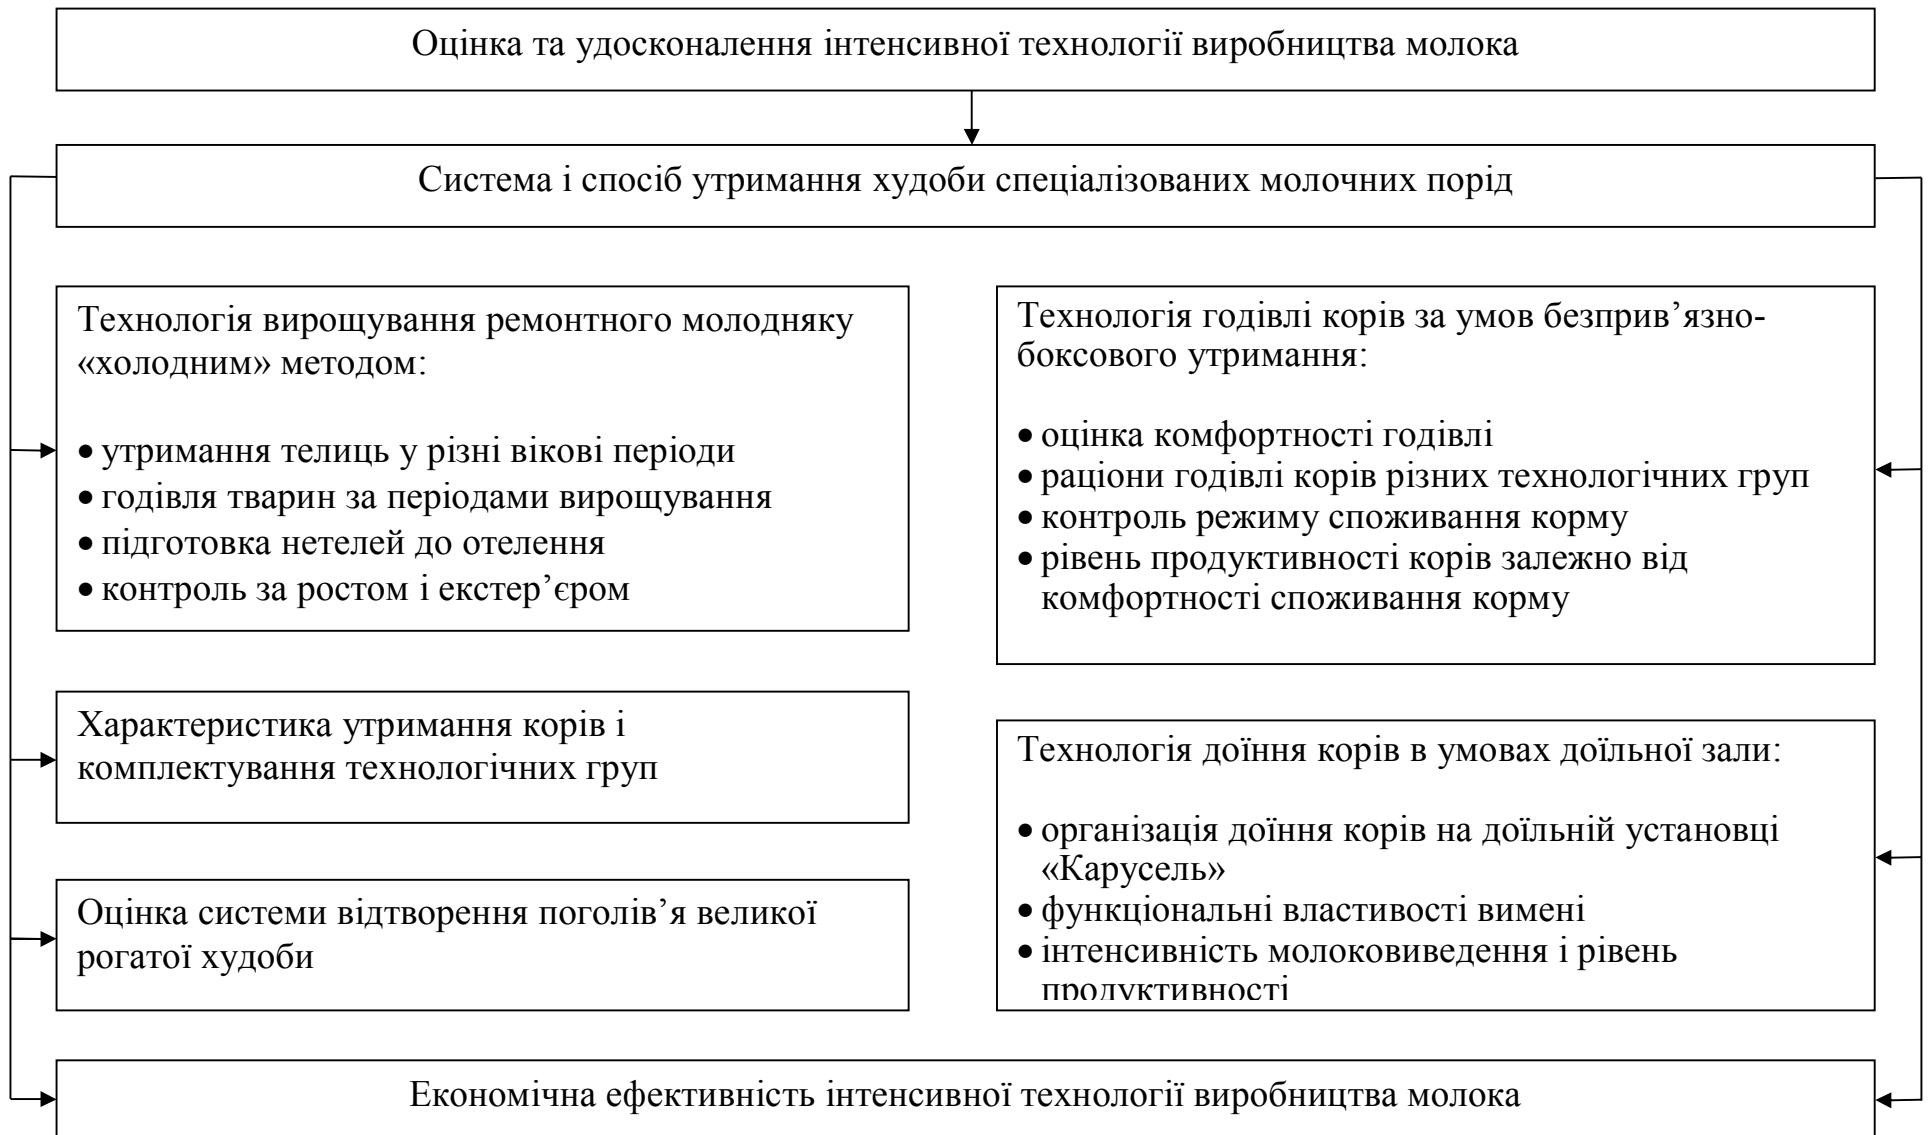 Оцінка та удосконалення інтенсивної технології виробництва молока
Система і спосіб утримання худоби спеціалізованих молочних порід
Технологія вирощування ремонтного молодняку
«холодним» методом:
• утримання телиць у різні вікові періоди
• годівля тварин за періодами вирощування
• підготовка нетелей до отелення
• контроль за ростом і екстер’єром
Характеристика утримання корів і
комплектування технологічних груп
Оцінка системи відтворення поголів’я великої
рогатої худоби
Технологія годівлі корів за умов безприв’язно-
боксового утримання:
• оцінка комфортності годівлі
• раціони годівлі корів різних технологічних груп
• контроль режиму споживання корму
• рівень продуктивності корів залежно від
комфортності споживання корму
Технологія доїння корів в умовах доїльної зали:
• організація доїння корів на доїльній установці
«Карусель»
• функціональні властивості вимені
• інтенсивність молоковиведення і рівень
продуктивності
Економічна ефективність інтенсивної технології виробництва молока